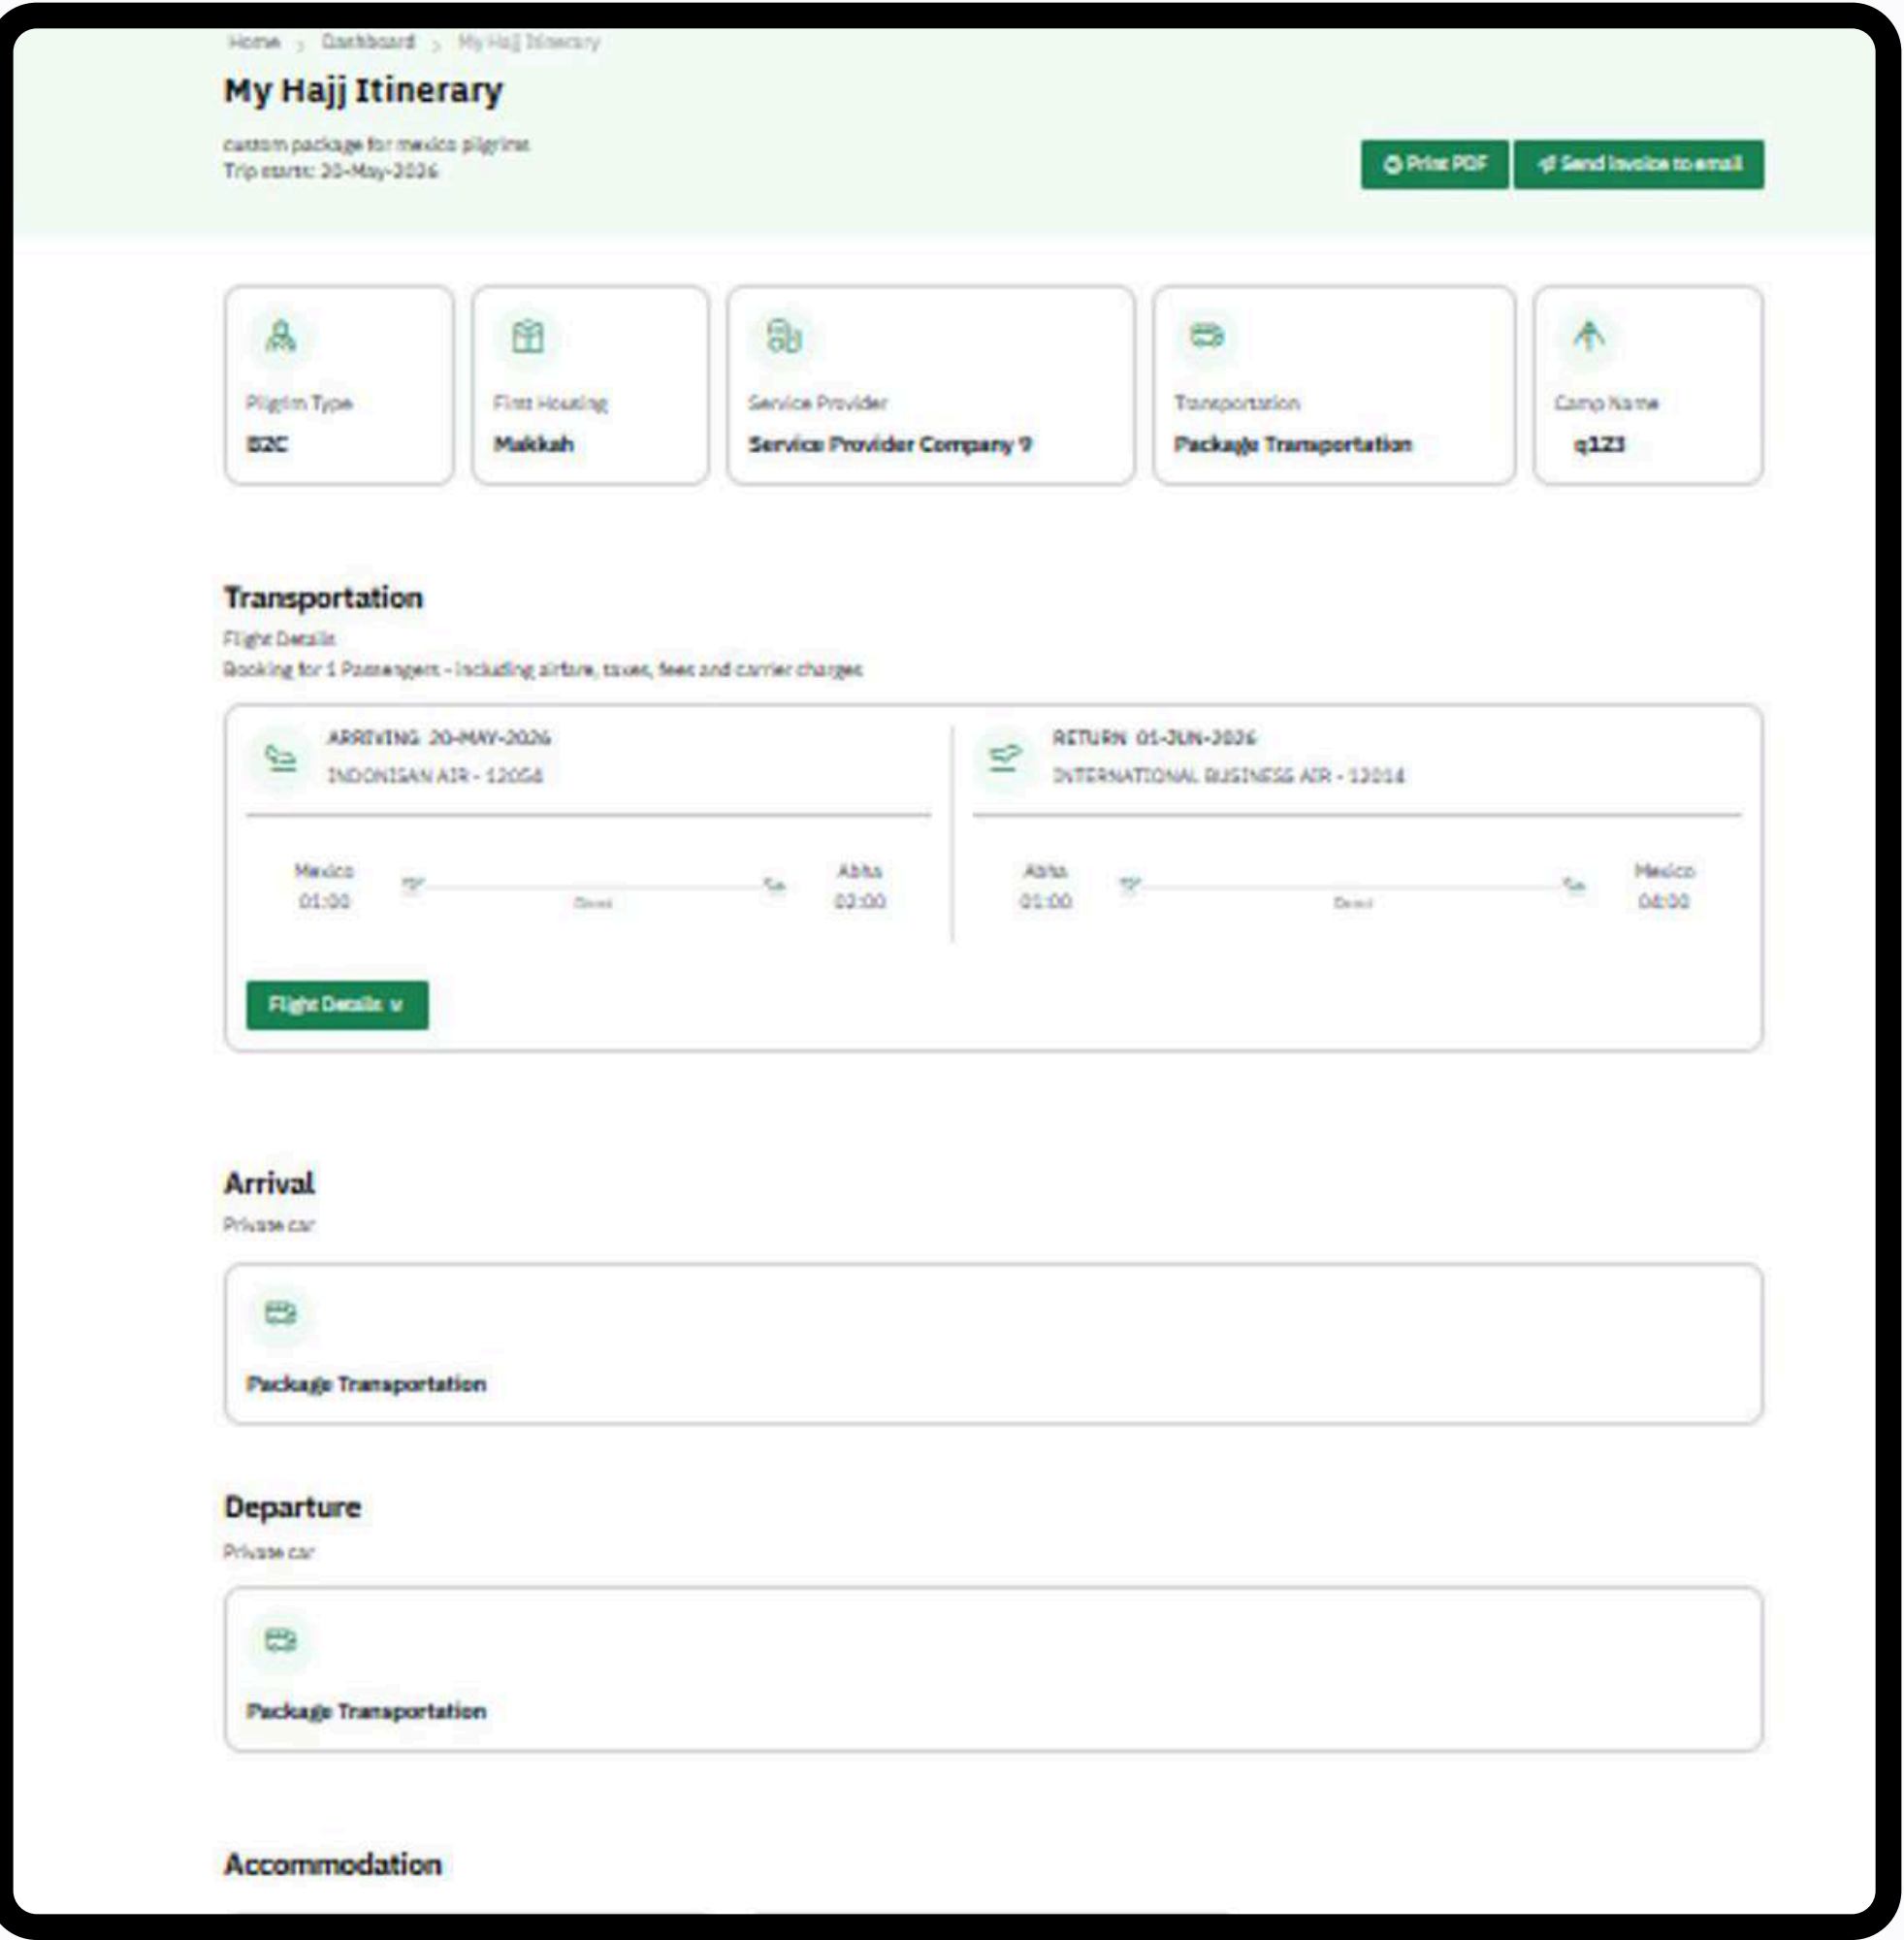 Home > Dashboard > My Hajj Itinerary
My Hajj Itinerary
custom package for mexico pilgrims
Trip starts: 20-May-2026
Print PDF
Send invoice to email
Pilgrim Type
B2C
First Housing
Makkah
Service Provider
Service Provider Company 9
Transportation
Package Transportation
Camp Name
q123
Transportation
Flight Details
Booking for 1 Passengers - including airfare, taxes, fees and carrier charges
ARRIVING 20-MAY-2026
INDONISAN AIR -
RETURN 01-JUN-2026
INTERNATIONAL BUSINESS AIR -
Mexico
01:00
Direct
Abha
02:00
Abha
01:00
Direct
Mexico
04:00
Flight Details
Arrival
Private car
Package Transportation
Departure
Private car
Package Transportation
Accommodation